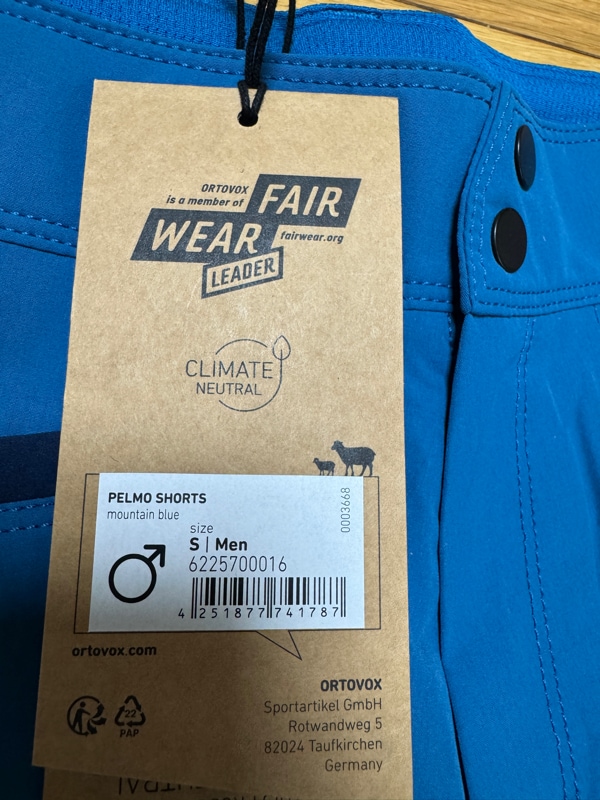 ORTOVOX
is a member of
FAIR
WEAR
fairwear.org
LEADER
CLIMATE
NEUTRAL
PELMO SHORTS
mountain blue
size
S | Men
6225700016
4 251877 741787
0003668
ortovox.com
ORTOVOX
Sportartikel GmbH
Rotwandweg 5
82024 Taufkirchen
Germany
22
PAP